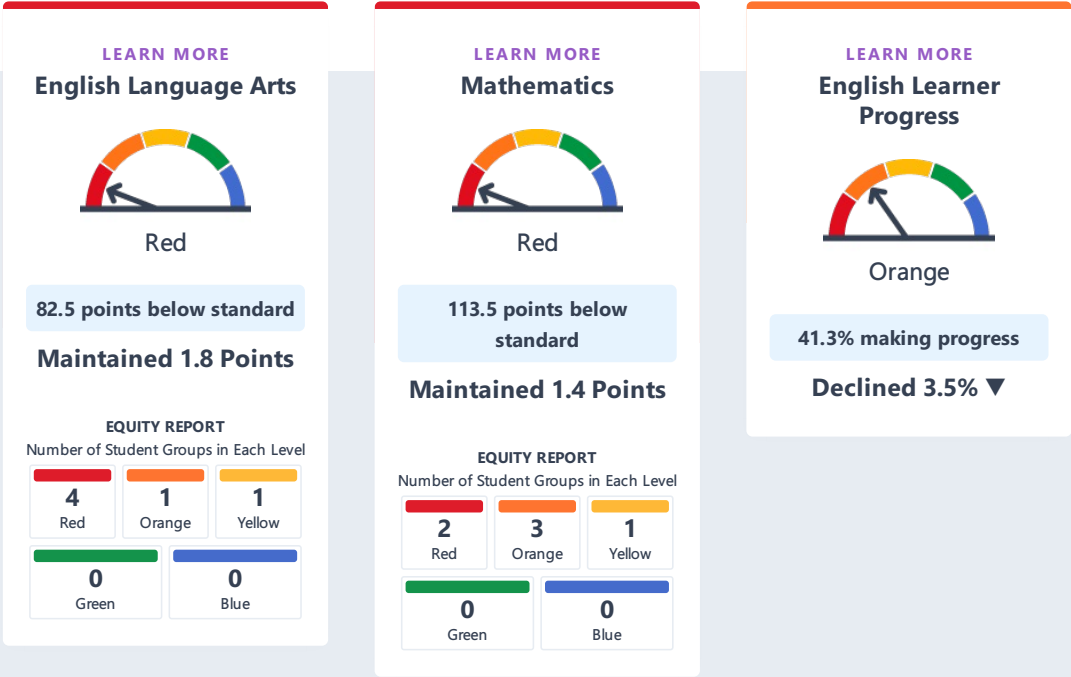 LEARN MORE
English Language Arts
Red
82.5 points below standard
Maintained 1.8 Points
EQUITY REPORT
Number of Student Groups in Each Level
4
Red
1
Orange
1
Yellow
0
Green
0
Blue
LEARN MORE
Mathematics
Red
113.5 points below
standard
Maintained 1.4 Points
EQUITY REPORT
Number of Student Groups in Each Level
2
Red
3
Orange
1
Yellow
0
Green
0
Blue
LEARN MORE
English Learner
Progress
Orange
41.3% making progress
Declined 3.5% ▼